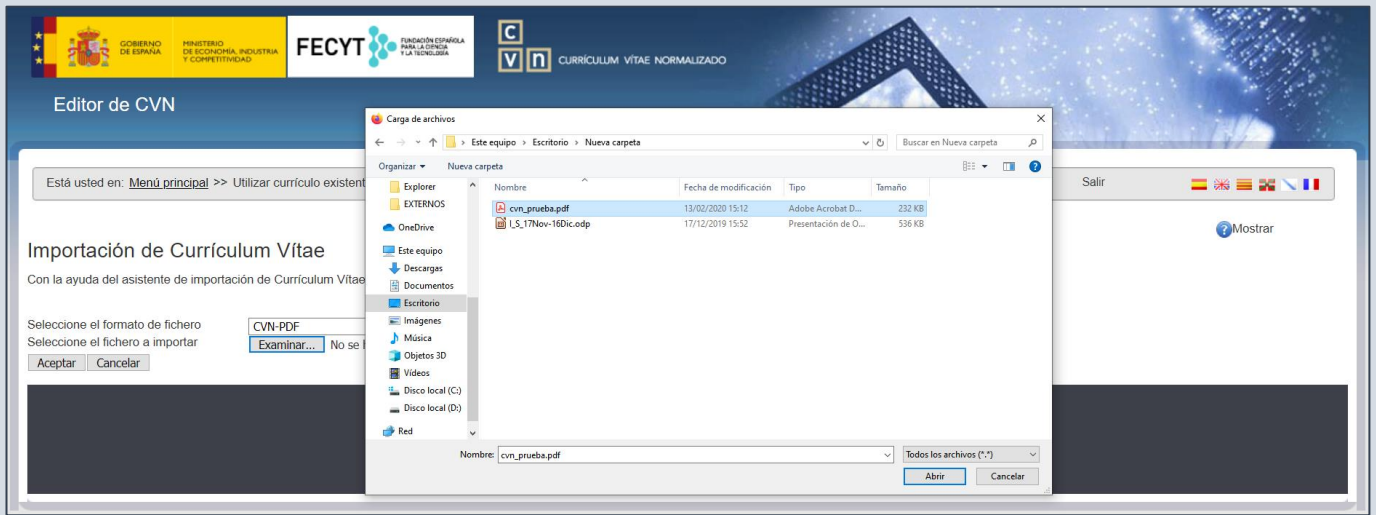 GOBIERNO
DE ESPAÑA
MINISTERIO
DE ECONOMÍA, INDUSTRIA
Y COMPETITIVIDAD
FECYT
FUNDACIÓN ESPAÑOLA
PARA LA CIENCIA
Y LA TECNOLOGÍA
C
v n CURRÍCULUM VÍTAE NORMALIZADO
Editor de CVN
Carga de archivos
Este equipo > Escritorio > Nueva carpeta
Buscar en Nueva carpeta
Organizar
Nueva carpeta
Está usted en: Menú principal >> Utilizar currículo existent
Salir
Explorer
EXTERNOS
OneDrive
Este equipo
Descargas
Documentos
Escritorio
Imágenes
Música
Objetos 3D
Vídeos
Disco local (C:)
Disco local (D:)
Red
Nombre Fecha de modificación Tipo Tamaño
cvn_prueba.pdf 13/02/2020 15:12 Adobe Acrobat D... 232 KB
I_S_17Nov-16Dic.odp 17/12/2019 15:52 Presentación de O... 536 KB
Mostrar
Importación de Currículum Vítae
Con la ayuda del asistente de importación de Currículum Vítae
Seleccione el formato de fichero CVN-PDF
Seleccione el fichero a importar Examinar... No se
Aceptar Cancelar
Nombre: cvn_prueba.pdf Todos los archivos (*.*)
Abrir Cancelar